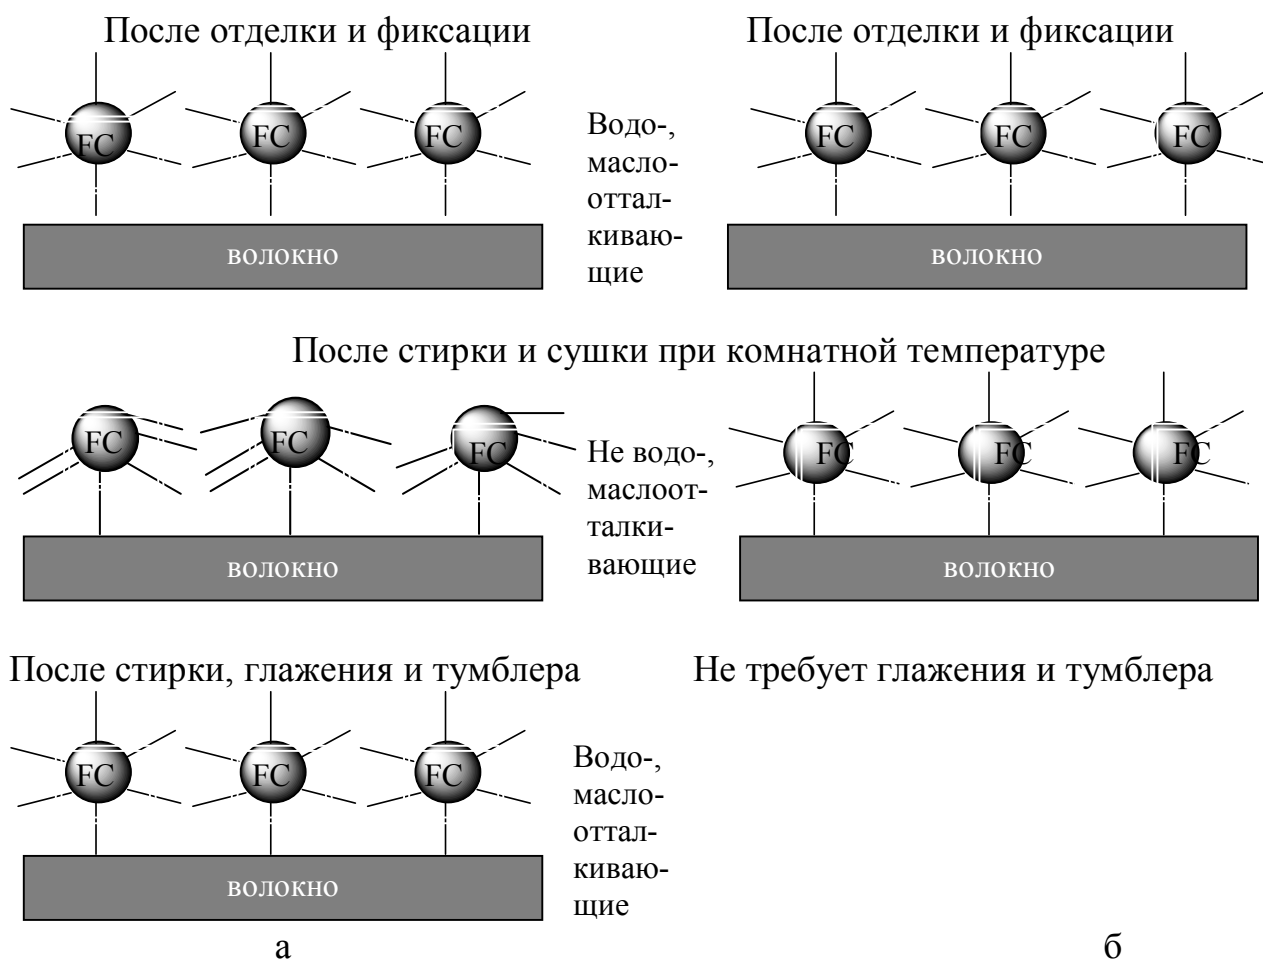 После отделки и фиксации
После отделки и фиксации
FC
FC
FC
Водо-,
масло-
оттал-
киваю-
щие
FC
FC
FC
волокно
волокно
После стирки и сушки при комнатной температуре
FC
FC
FC
Не водо-,
маслоот-
талки-
вающие
FC
FC
FC
волокно
волокно
После стирки, глажения и тумблера
Не требует глажения и тумблера
FC
FC
FC
Водо-,
масло-
оттал-
киваю-
щие
волокно
а
б